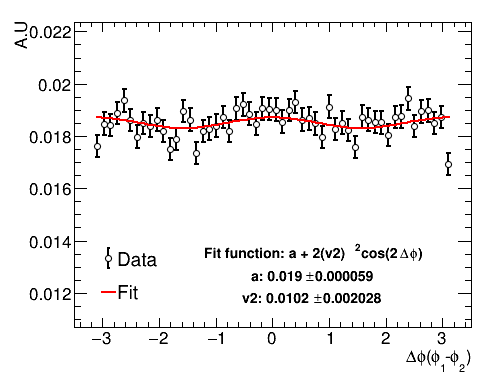 A.U
0.022
0.02
0.018
0.016
0.014
0.012
Data
Fit
Fit function: a + 2(v2) ²cos(2Δϕ)
a: 0.019 ±0.000059
v2: 0.0102 ±0.002028
−3 −2 −1 0 1 2 3
Δϕ(ϕ₁-ϕ₂)